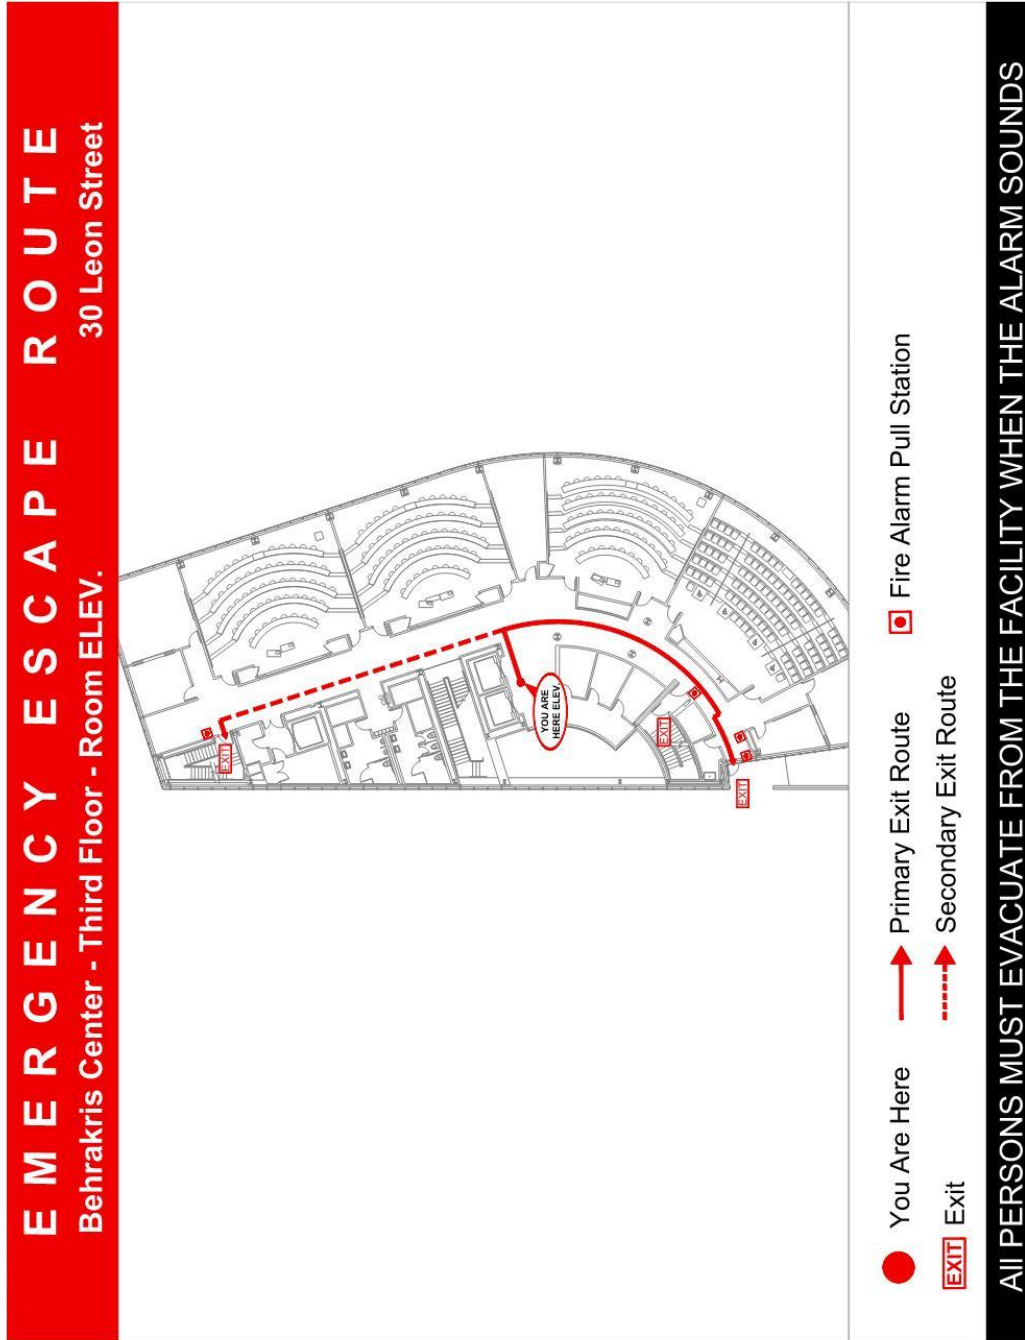 EMERGENCY ESCAPE ROUTE
Behrakris Center - Third Floor - Room ELEV.
30 Leon Street
EXIT
YOU ARE
HERE ELEV
EXIT
EXIT
You Are Here
Primary Exit Route
Fire Alarm Pull Station
EXIT Exit
Secondary Exit Route
All PERSONS MUST EVACUATE FROM THE FACILITY WHEN THE ALARM SOUNDS